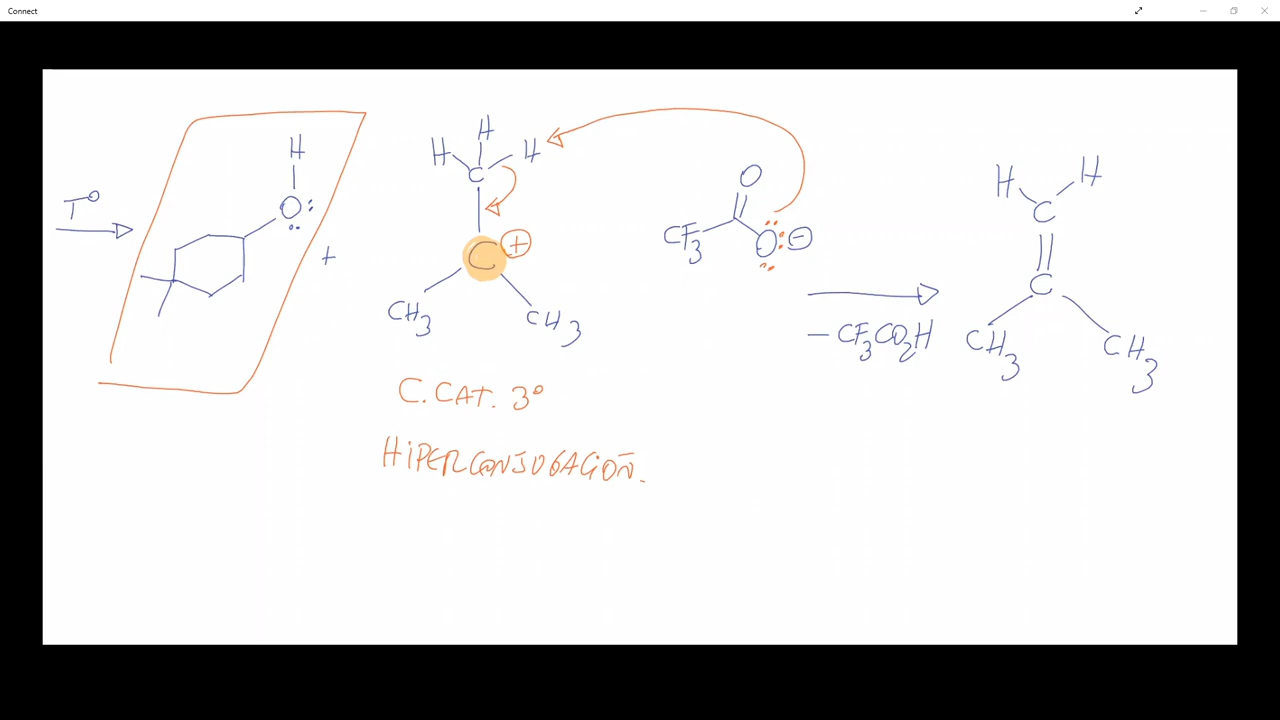 Connect
T°
H
O
+
H H H
C
C +
CH3 CH3
C. CAT. 3°
HIPERCONJUGACIÓN.
O
CF3 O −
− CF3CO2H
H H
C
C
CH3 CH3